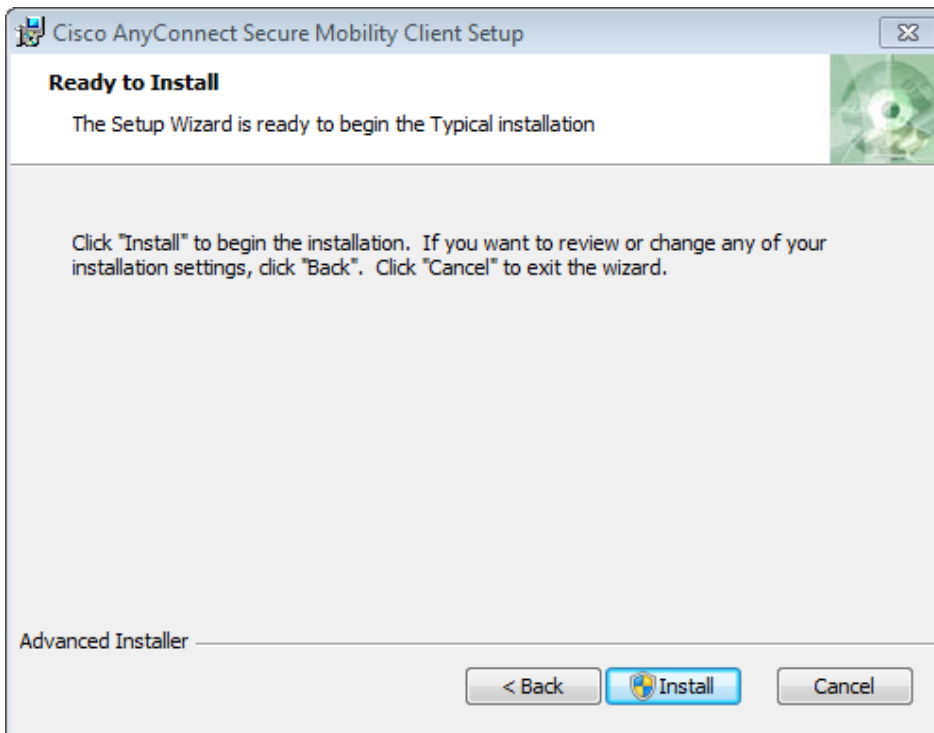 Cisco AnyConnect Secure Mobility Client Setup
Ready to Install
The Setup Wizard is ready to begin the Typical installation
Click "Install" to begin the installation.  If you want to review or change any of your
installation settings, click "Back".  Click "Cancel" to exit the wizard.
Advanced Installer
< Back
Install
Cancel